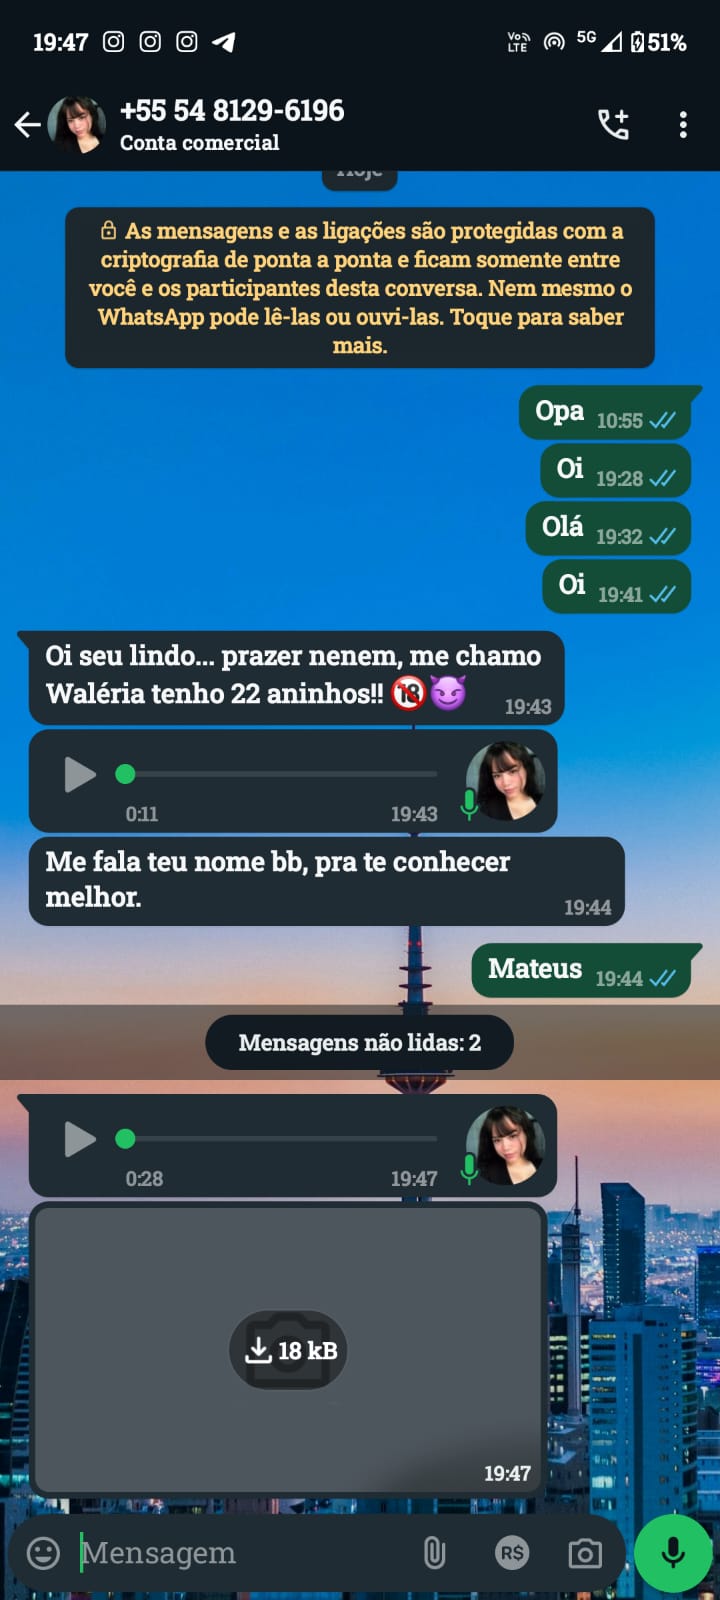 19:47
Vo)) LTE
5G
51%
+55 54 8129-6196
Conta comercial
Hoje
As mensagens e as ligações são protegidas com a
criptografia de ponta a ponta e ficam somente entre
você e os participantes desta conversa. Nem mesmo o
WhatsApp pode lê-las ou ouvi-las. Toque para saber
mais.
Opa 10:55
Oi 19:28
Olá 19:32
Oi 19:41
Oi seu lindo... prazer nenem, me chamo
Waléria tenho 22 aninhos!! 🔞😈 19:43
0:11 19:43
Me fala teu nome bb, pra te conhecer
melhor. 19:44
Mateus 19:44
Mensagens não lidas: 2
0:28 19:47
18 kB
19:47
Mensagem
R$